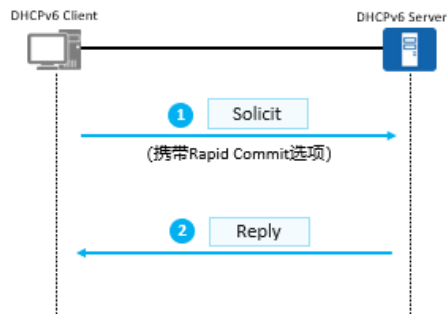 DHCPv6 Client
DHCPv6 Server
1 Solicit
(携带Rapid Commit选项)
2 Reply